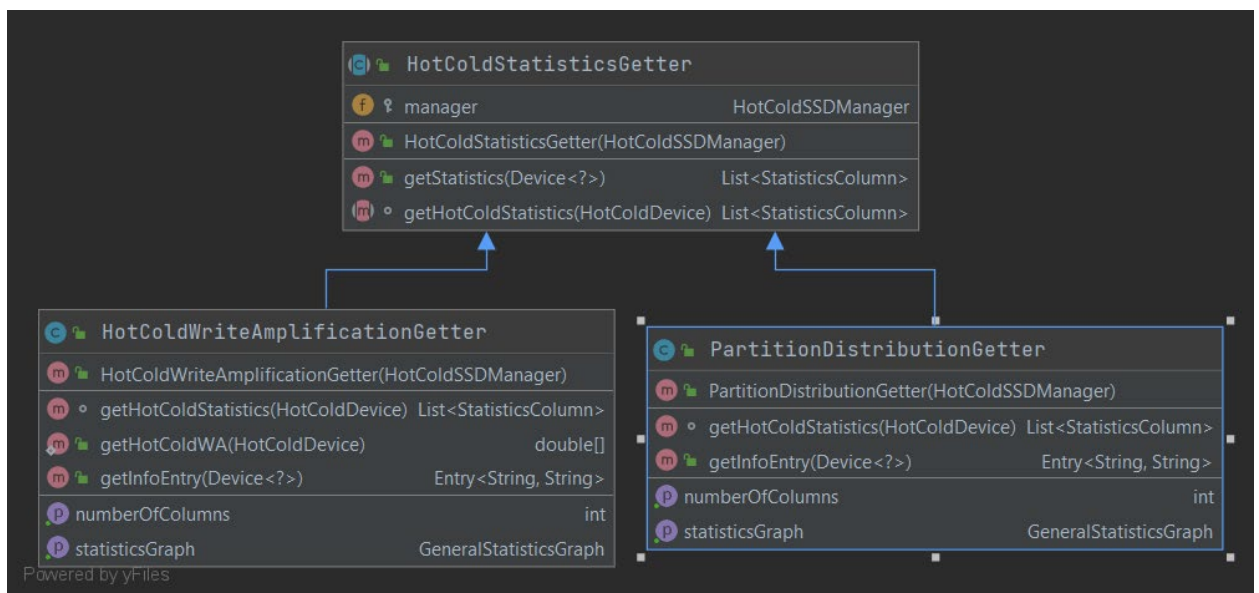 HotColdStatisticsGetter
manager HotColdSSDManager
HotColdStatisticsGetter(HotColdSSDManager)
getStatistics(Device<?>) List<StatisticsColumn>
getHotColdStatistics(HotColdDevice) List<StatisticsColumn>
HotColdWriteAmplificationGetter
HotColdWriteAmplificationGetter(HotColdSSDManager)
getHotColdStatistics(HotColdDevice) List<StatisticsColumn>
getHotColdWA(HotColdDevice) double[]
getInfoEntry(Device<?>) Entry<String, String>
numberOfColumns int
statisticsGraph GeneralStatisticsGraph
PartitionDistributionGetter
PartitionDistributionGetter(HotColdSSDManager)
getHotColdStatistics(HotColdDevice) List<StatisticsColumn>
getInfoEntry(Device<?>) Entry<String, String>
numberOfColumns int
statisticsGraph GeneralStatisticsGraph
Powered by yFiles